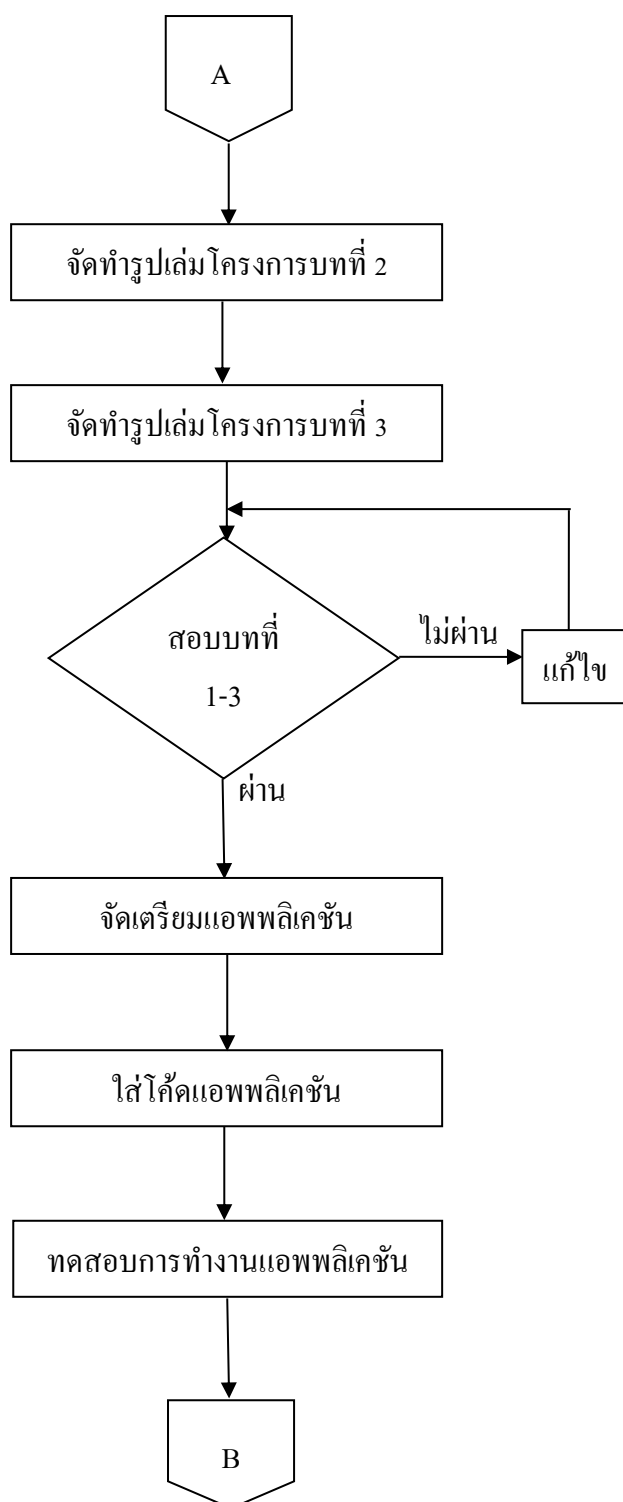 A
จัดทำรูปเล่มโครงการบทที่ 2
จัดทำรูปเล่มโครงการบทที่ 3
สอบบทที่
1-3
ไม่ผ่าน
แก้ไข
ผ่าน
จัดเตรียมแอพพลิเคชัน
ใส่โค้ดแอพพลิเคชัน
ทดสอบการทำงานแอพพลิเคชัน
B